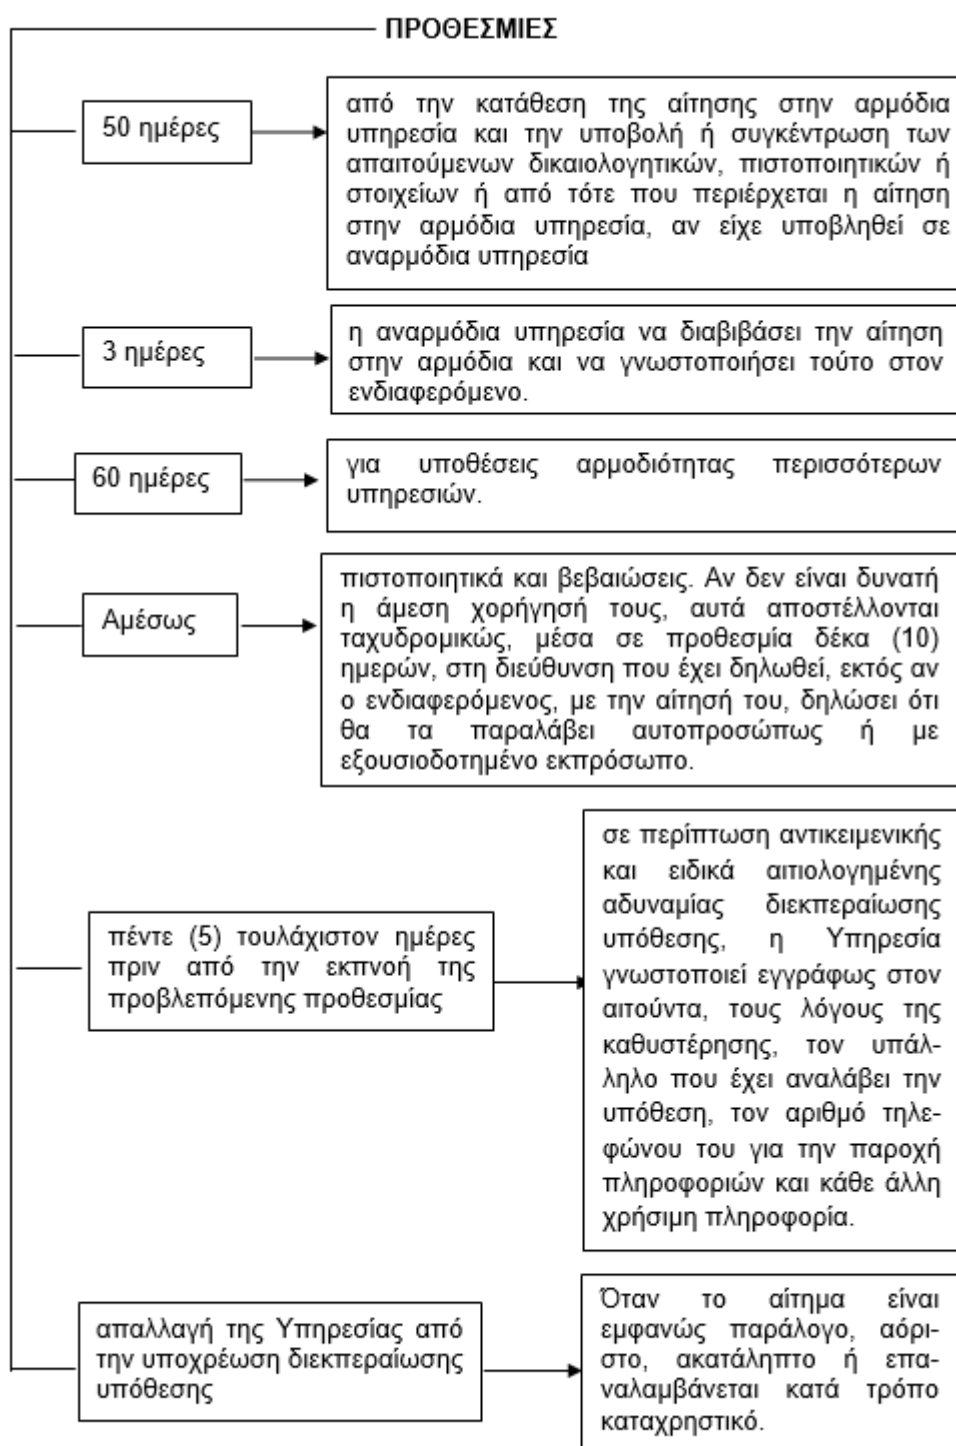 ΠΡΟΘΕΣΜΙΕΣ
50 ημέρες
από την κατάθεση της αίτησης στην αρμόδια
υπηρεσία και την υποβολή ή συγκέντρωση των
απαιτούμενων δικαιολογητικών, πιστοποιητικών ή
στοιχείων ή από τότε που περιέρχεται η αίτηση
στην αρμόδια υπηρεσία, αν είχε υποβληθεί σε
αναρμόδια υπηρεσία
3 ημέρες
η αναρμόδια υπηρεσία να διαβιβάσει την αίτηση
στην αρμόδια και να γνωστοποιήσει τούτο στον
ενδιαφερόμενο.
60 ημέρες
για υποθέσεις αρμοδιότητας περισσότερων
υπηρεσιών.
Αμέσως
πιστοποιητικά και βεβαιώσεις. Αν δεν είναι δυνατή
η άμεση χορήγησή τους, αυτά αποστέλλονται
ταχυδρομικώς, μέσα σε προθεσμία δέκα (10)
ημερών, στη διεύθυνση που έχει δηλωθεί, εκτός αν
ο ενδιαφερόμενος, με την αίτησή του, δηλώσει ότι
θα τα παραλάβει αυτοπροσώπως ή με
εξουσιοδοτημένο εκπρόσωπο.
πέντε (5) τουλάχιστον ημέρες
πριν από την εκπνοή της
προβλεπόμενης προθεσμίας
σε περίπτωση αντικειμενικής
και ειδικά αιτιολογημένης
αδυναμίας διεκπεραίωσης
υπόθεσης, η Υπηρεσία
γνωστοποιεί εγγράφως στον
αιτούντα, τους λόγους της
καθυστέρησης, τον υπάλ-
ληλο που έχει αναλάβει την
υπόθεση, τον αριθμό τηλε-
φώνου του για την παροχή
πληροφοριών και κάθε άλλη
χρήσιμη πληροφορία.
απαλλαγή της Υπηρεσίας από
την υποχρέωση διεκπεραίωσης
υπόθεσης
Όταν το αίτημα είναι
εμφανώς παράλογο, αόρι-
στο, ακατάληπτο ή επα-
ναλαμβάνεται κατά τρόπο
καταχρηστικό.